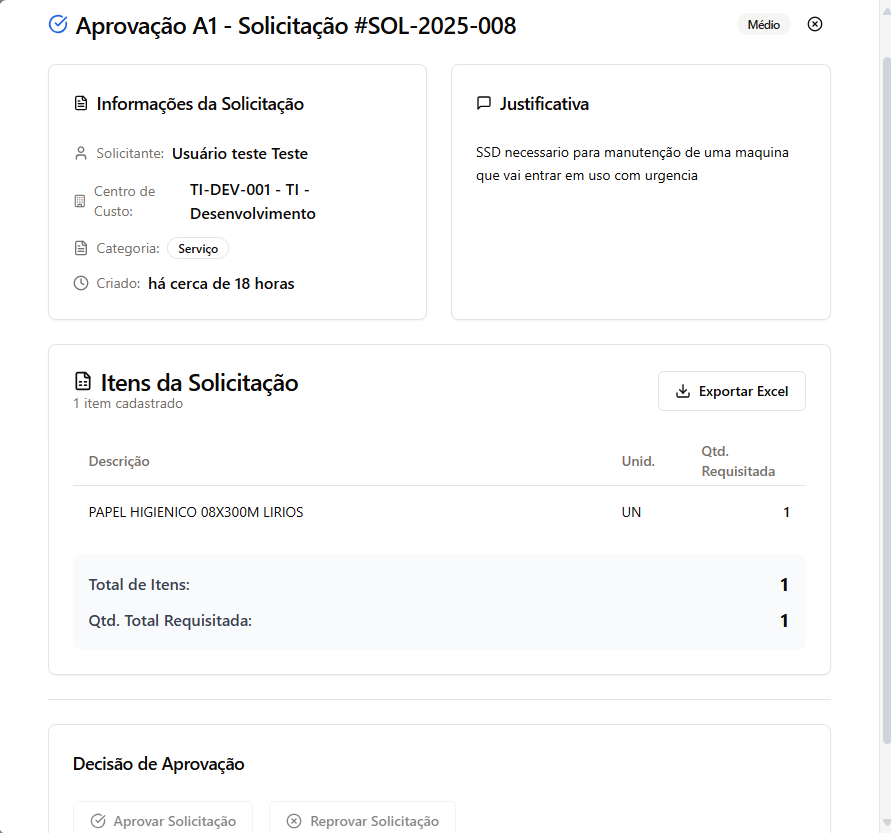 Aprovação A1 - Solicitação #SOL-2025-008
Médio
Informações da Solicitação
Solicitante: Usuário teste Teste
Centro de Custo: TI-DEV-001 - TI - Desenvolvimento
Categoria: Serviço
Criado: há cerca de 18 horas
Justificativa
SSD necessario para manutenção de uma maquina
que vai entrar em uso com urgencia
Itens da Solicitação
1 item cadastrado
Exportar Excel
Descrição Unid. Qtd. Requisitada
PAPEL HIGIENICO 08X300M LIRIOS UN 1
Total de Itens: 1
Qtd. Total Requisitada: 1
Decisão de Aprovação
Aprovar Solicitação
Reprovar Solicitação